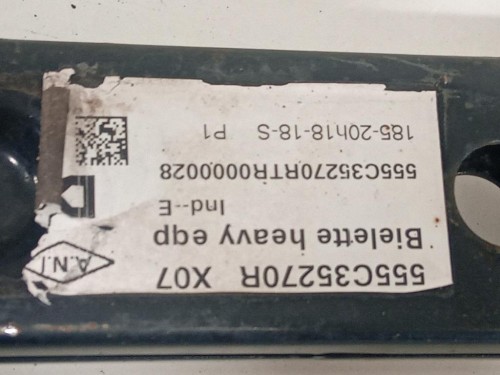 555C35270R X07
A.N.I
Bielette heavy eqp
Ind--E
555C35270RTR0000028
185-20h18-18-S P1